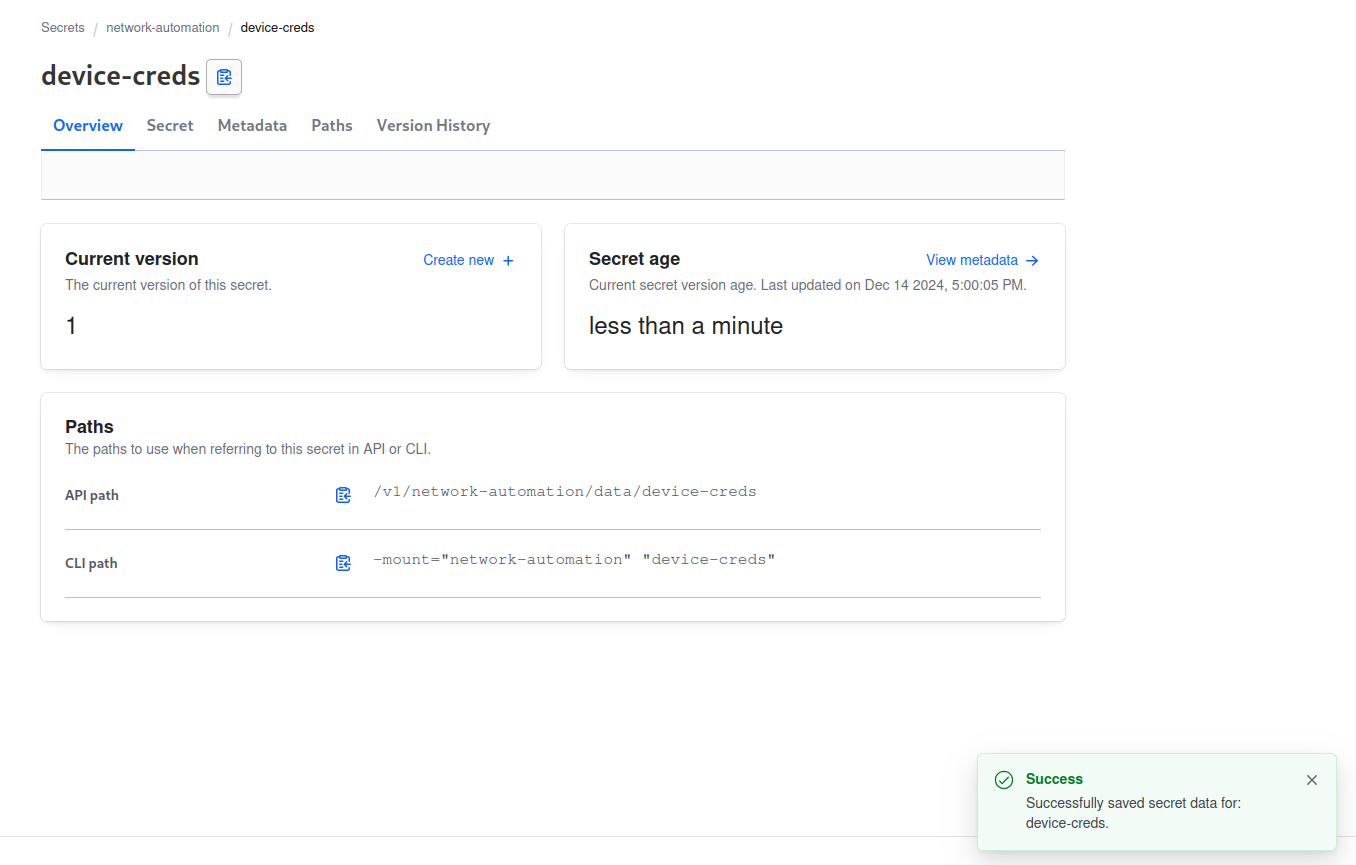 Secrets / network-automation / device-creds
device-creds
Overview Secret Metadata Paths Version History
Current version
Create new +
The current version of this secret.
1
Secret age
View metadata →
Current secret version age. Last updated on Dec 14 2024, 5:00:05 PM.
less than a minute
Paths
The paths to use when referring to this secret in API or CLI.
API path /v1/network-automation/data/device-creds
CLI path -mount="network-automation" "device-creds"
Success
Successfully saved secret data for:
device-creds.